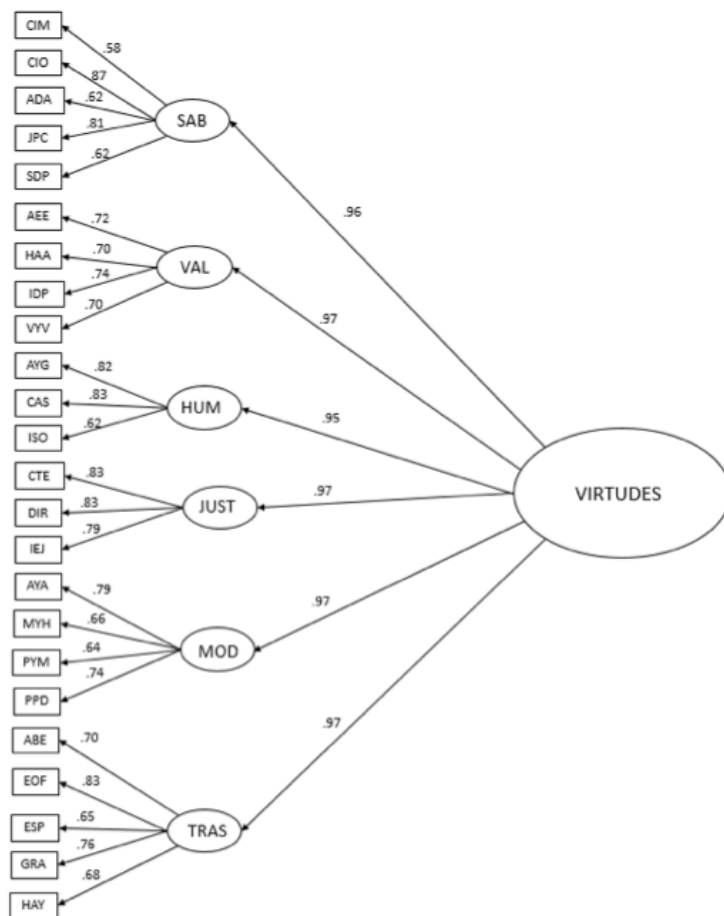 CIM
.58
CIO
.87
ADA
.62
SAB
JPC
.81
SDP
.62
.96
AEE
.72
HAA
.70
VAL
IDP
.74
VYV
.70
.97
AYG
.82
CAS
.83
HUM
ISO
.62
.95
CTE
.83
DIR
.83
JUST
IEJ
.79
.97
VIRTUDES
AYA
.79
MYH
.66
MOD
PYM
.64
PPD
.74
.97
ABE
.70
EOF
.83
ESP
.65
TRAS
GRA
.76
HAY
.68
.97